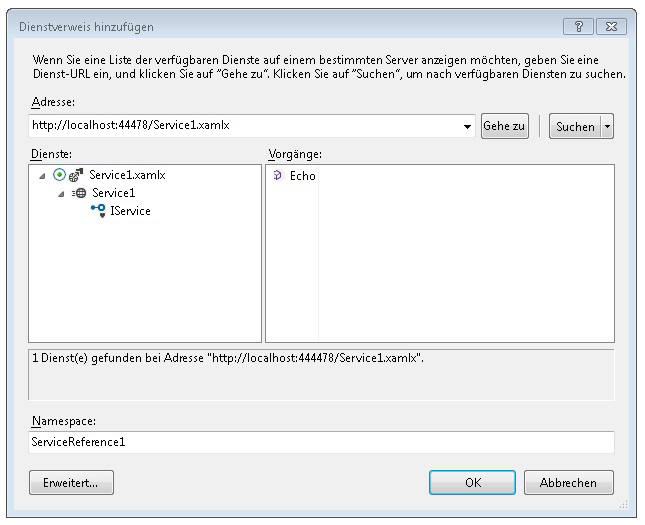 Dienstverweis hinzufügen
Wenn Sie eine Liste der verfügbaren Dienste auf einem bestimmten Server anzeigen möchten, geben Sie eine
Dienst-URL ein, und klicken Sie auf "Gehe zu". Klicken Sie auf "Suchen", um nach verfügbaren Diensten zu suchen.
Adresse:
http://localhost:44478/Service1.xamlx
Gehe zu
Suchen
Dienste:
Vorgänge:
Service1.xamlx
Service1
IService
Echo
1 Dienst(e) gefunden bei Adresse "http://localhost:444478/Service1.xamlx".
Namespace:
ServiceReference1
Erweitert...
OK
Abbrechen